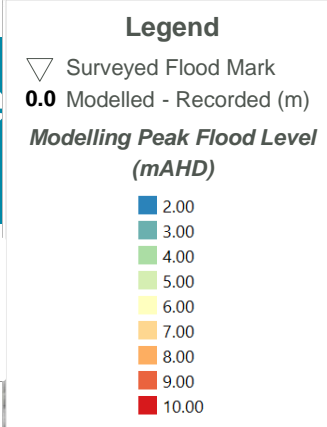 Legend
Surveyed Flood Mark
0.0 Modelled - Recorded (m)
Modelling Peak Flood Level
(mAHD)
2.00
3.00
4.00
5.00
6.00
7.00
8.00
9.00
10.00